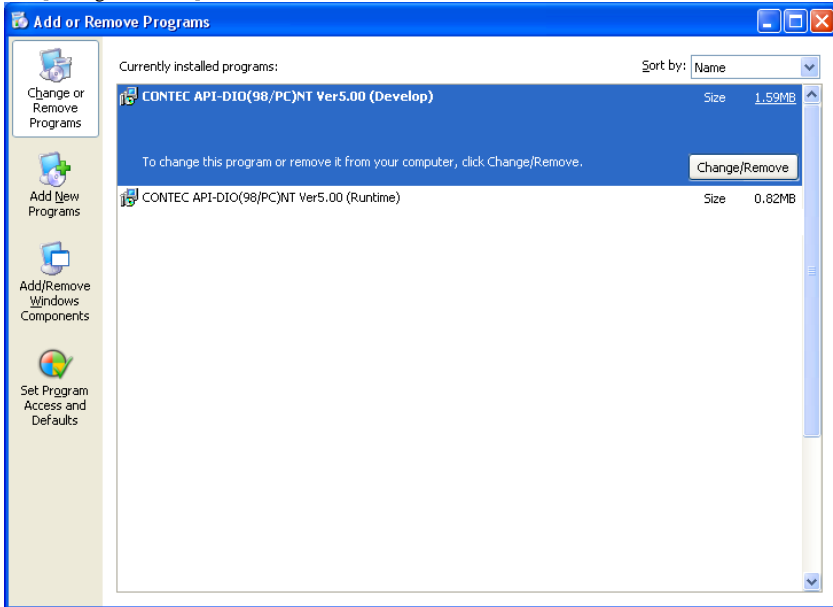 Add or Remove Programs
Change or
Remove
Programs
Add New
Programs
Add/Remove
Windows
Components
Set Program
Access and
Defaults
Currently installed programs:
Sort by: Name
CONTEC API-DIO(98/PC)NT Ver5.00 (Develop) Size 1.59MB
To change this program or remove it from your computer, click Change/Remove. Change/Remove
CONTEC API-DIO(98/PC)NT Ver5.00 (Runtime) Size 0.82MB